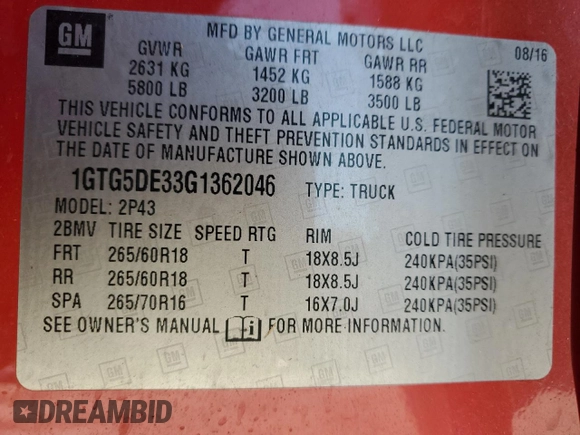 GM
MFD BY GENERAL MOTORS LLC
GVWR GAWR FRT GAWR RR 08/16
2631 KG 1452 KG 1588 KG
5800 LB 3200 LB 3500 LB
THIS VEHICLE CONFORMS TO ALL APPLICABLE U.S. FEDERAL MOTOR
VEHICLE SAFETY AND THEFT PREVENTION STANDARDS IN EFFECT ON
THE DATE OF MANUFACTURE SHOWN ABOVE.
1GTG5DE33G1362046 TYPE: TRUCK
MODEL: 2P43
2BMV TIRE SIZE SPEED RTG RIM COLD TIRE PRESSURE
FRT 265/60R18 T 18X8.5J 240KPA(35PSI)
RR 265/60R18 T 18X8.5J 240KPA(35PSI)
SPA 265/70R16 T 16X7.0J 240KPA(35PSI)
SEE OWNER'S MANUAL FOR MORE INFORMATION.
DREAMBID